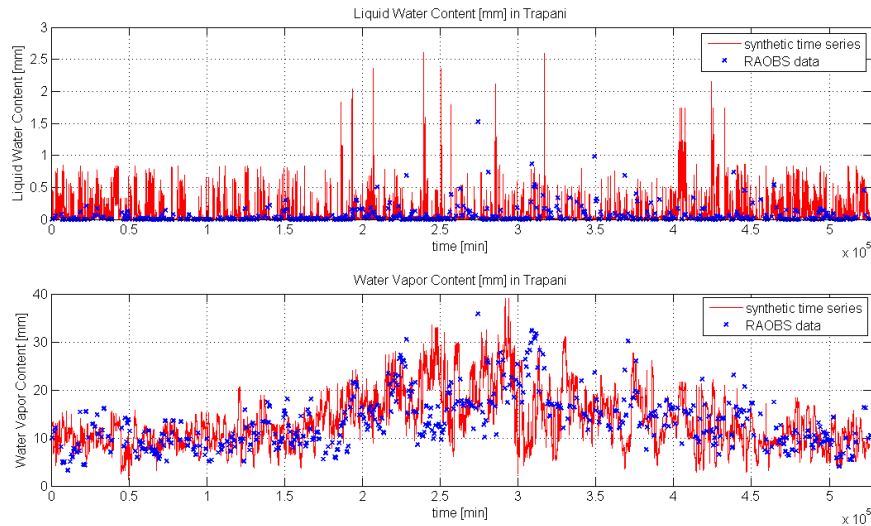 Liquid Water Content [mm] in Trapani
3
2.5
2
1.5
1
0.5
0
Liquid Water Content [mm]
synthetic time series
RAOBS data
0 0.5 1 1.5 2 2.5 3 3.5 4 4.5 5
time [min]
x 10^5
Water Vapor Content [mm] in Trapani
40
30
20
10
0
Water Vapor Content [mm]
synthetic time series
RAOBS data
0 0.5 1 1.5 2 2.5 3 3.5 4 4.5 5
time [min]
x 10^5